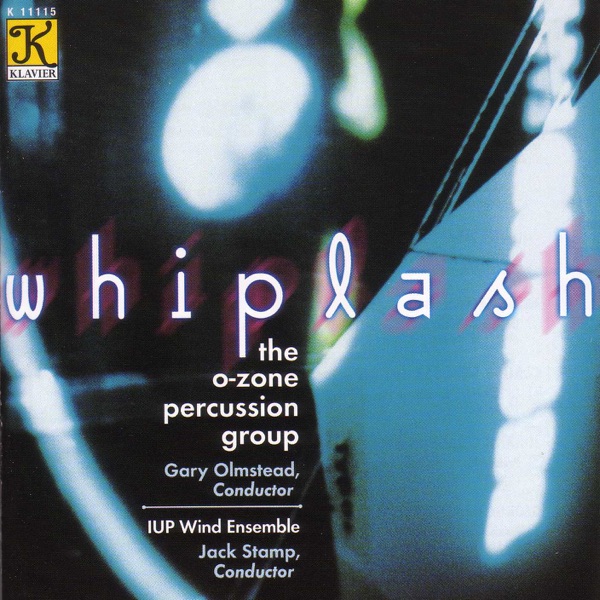 K 11115
K
KLAVIER
whiplash
the
o-zone
percussion
group
Gary Olmstead,
Conductor
IUP Wind Ensemble
Jack Stamp,
Conductor